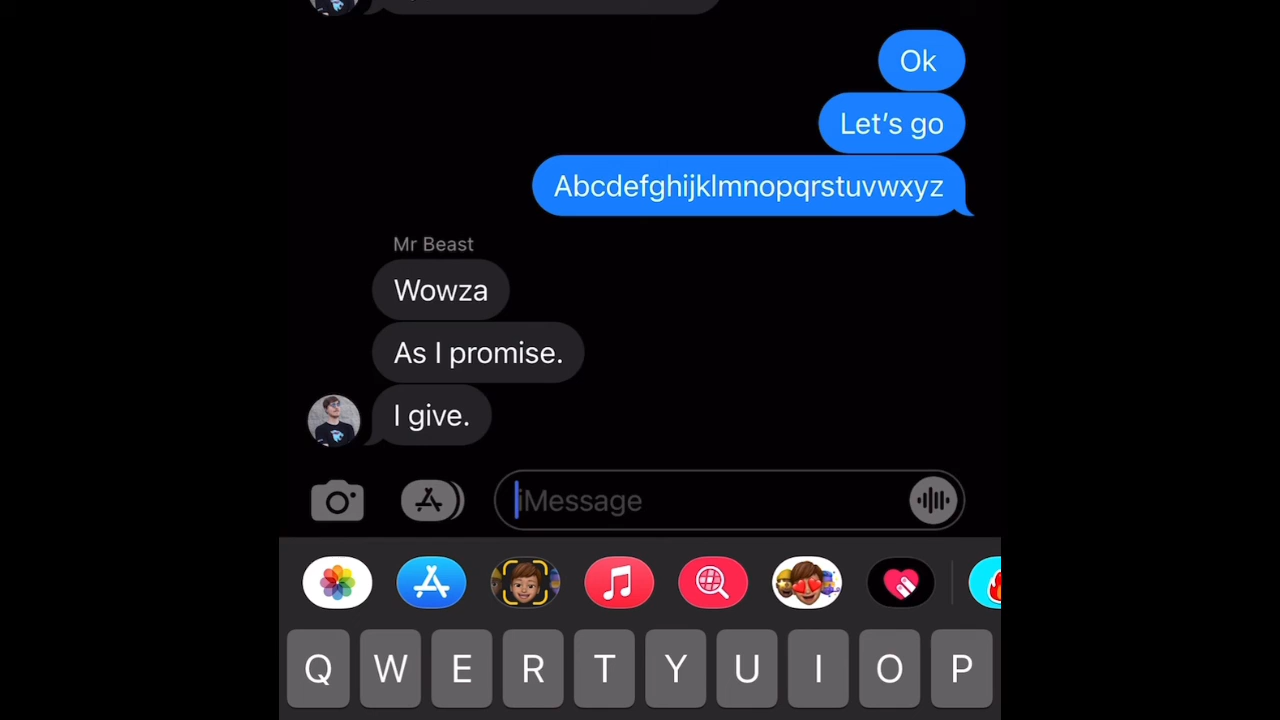 Ok
Let's go
Abcdefghijklmnopqrstuvwxyz
Mr Beast
Wowza
As I promise.
I give.
iMessage
Q W E R T Y U I O P